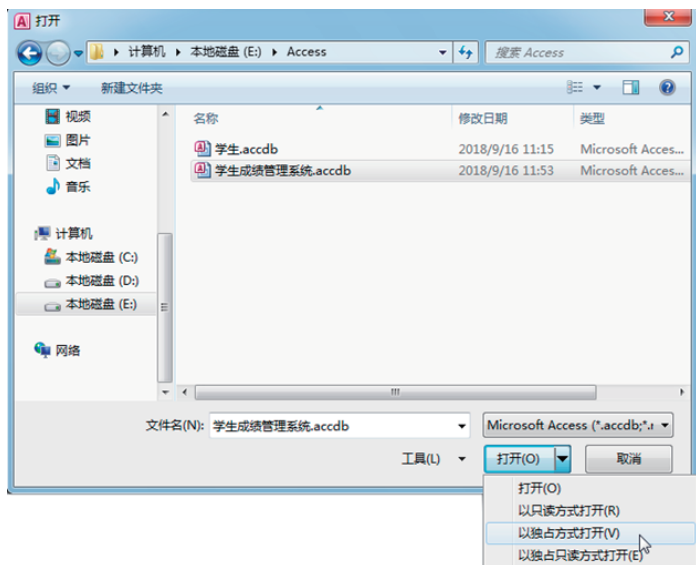 打开
计算机 本地磁盘 (E:) Access
搜索 Access
组织 新建文件夹
视频
图片
文档
音乐
计算机
本地磁盘 (C:)
本地磁盘 (D:)
本地磁盘 (E:)
网络
名称 修改日期 类型
学生.accdb 2018/9/16 11:15 Microsoft Acces...
学生成绩管理系统.accdb 2018/9/16 11:53 Microsoft Acces...
文件名(N): 学生成绩管理系统.accdb Microsoft Access (*.accdb;*.
工具(L) 打开(O) 取消
打开(O)
以只读方式打开(R)
以独占方式打开(V)
以独占只读方式打开(E)